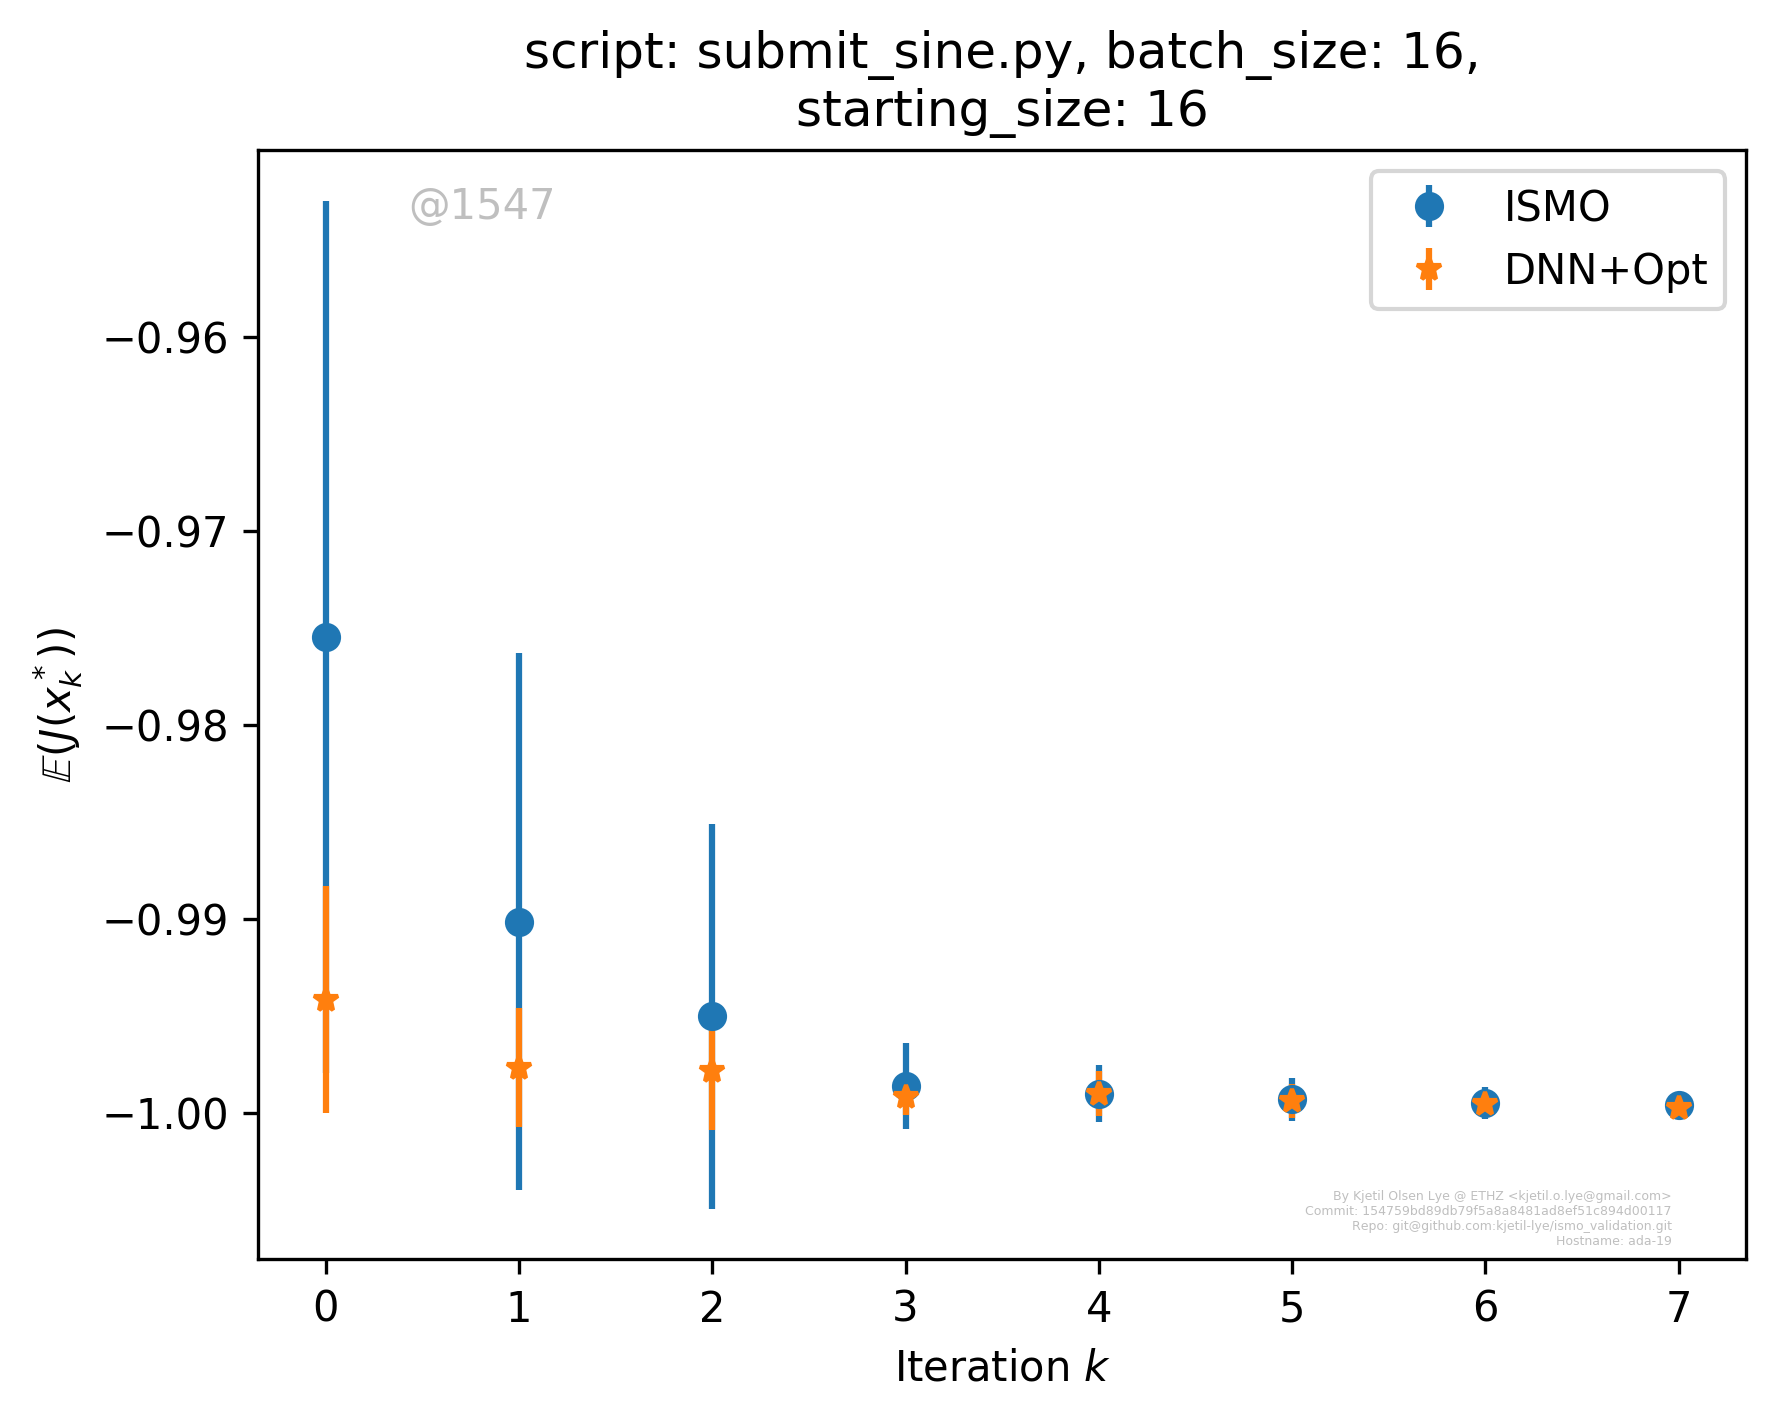 script: submit_sine.py, batch_size: 16,
starting_size: 16
@1547
ISMO
DNN+Opt
−0.96
−0.97
−0.98
−0.99
−1.00
𝔼(J(x*k))
By Kjetil Olsen Lye @ ETHZ <kjetil.o.lye@gmail.com>
Commit: 154759bd89db79f5a8a8481ad8ef51c894d00117
Repo: git@github.com:kjetil-lye/ismo_validation.git
Hostname: ada-19
0 1 2 3 4 5 6 7
Iteration k